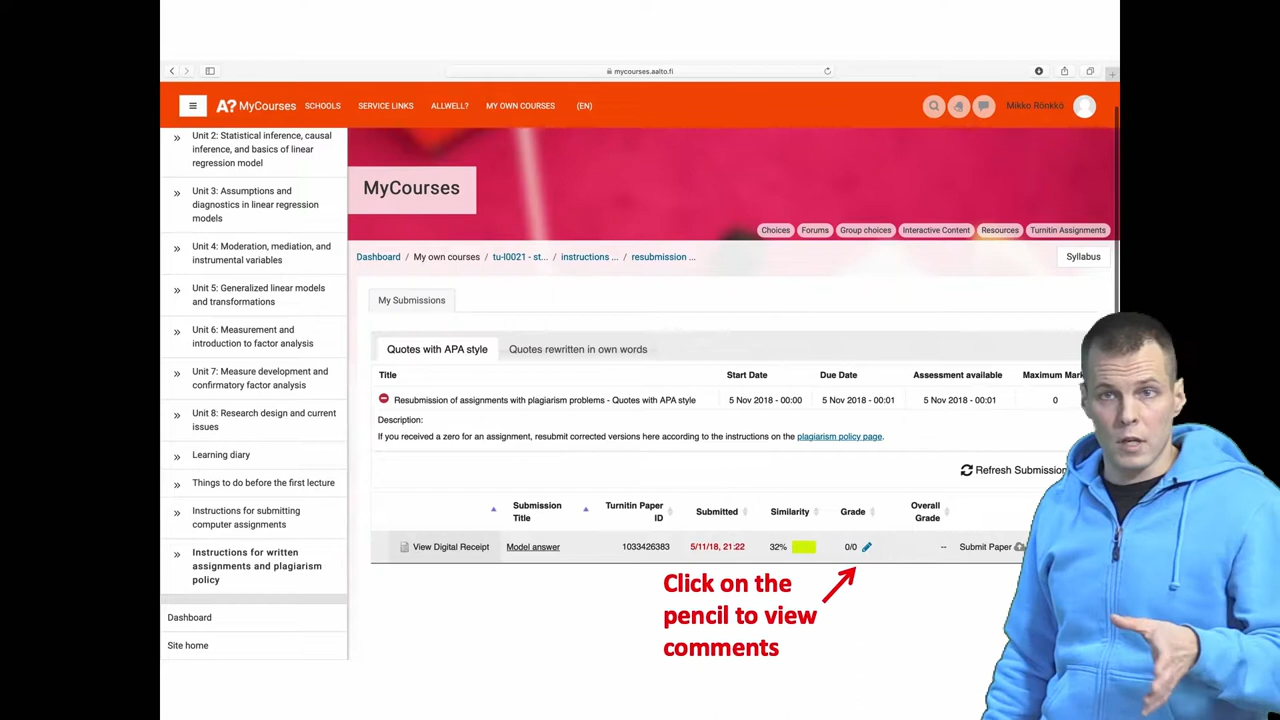 mycourses.aalto.fi
A? MyCourses SCHOOLS SERVICE LINKS ALLWELL? MY OWN COURSES (EN) Mikko Rönkkö
Unit 2: Statistical inference, causal
inference, and basics of linear
regression model
Unit 3: Assumptions and
diagnostics in linear regression
models
Unit 4: Moderation, mediation, and
instrumental variables
Unit 5: Generalized linear models
and transformations
Unit 6: Measurement and
introduction to factor analysis
Unit 7: Measure development and
confirmatory factor analysis
Unit 8: Research design and current
issues
Learning diary
Things to do before the first lecture
Instructions for submitting
computer assignments
Instructions for written
assignments and plagiarism
policy
Dashboard
Site home
MyCourses
Choices Forums Group choices Interactive Content Resources Turnitin Assignments
Dashboard / My own courses / tu-l0021 - st... / instructions ... / resubmission ...
Syllabus
My Submissions
Quotes with APA style Quotes rewritten in own words
Title Start Date Due Date Assessment available Maximum Mark
Resubmission of assignments with plagiarism problems - Quotes with APA style 5 Nov 2018 - 00:00 5 Nov 2018 - 00:01 5 Nov 2018 - 00:01 0
Description:
If you received a zero for an assignment, resubmit corrected versions here according to the instructions on the plagiarism policy page.
Refresh Submission
Submission Title Turnitin Paper ID Submitted Similarity Grade Overall Grade
View Digital Receipt Model answer 1033426383 5/11/18, 21:22 32% 0/0 -- Submit Paper
Click on the
pencil to view
comments